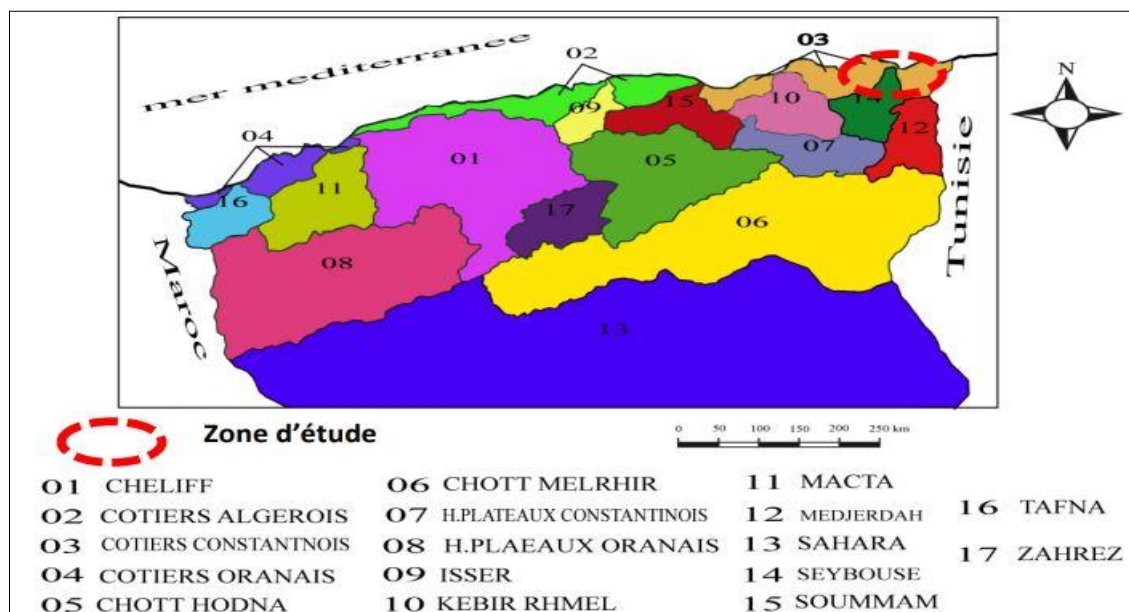 mer mediterrane
03
02
N
09
15
10
14
12
04
01
05
07
11
16
17
06
Tunisie
08
Maroc
13
Zone d'étude
0 50 100 150 200 250 km
01 CHELIFF
02 COTIERS ALGEROIS
03 COTIERS CONSTANTNOIS
04 COTIERS ORANAIS
05 CHOTT HODNA
06 CHOTT MELRHIR
07 H.PLATEAUX CONSTANTINOIS
08 H.PLAEAUX ORANAIS
09 ISSER
10 KEBIR RHMEL
11 MACTA
12 MEDJERDAH
13 SAHARA
14 SEYBOUSE
15 SOUMMAM
16 TAFNA
17 ZAHREZ